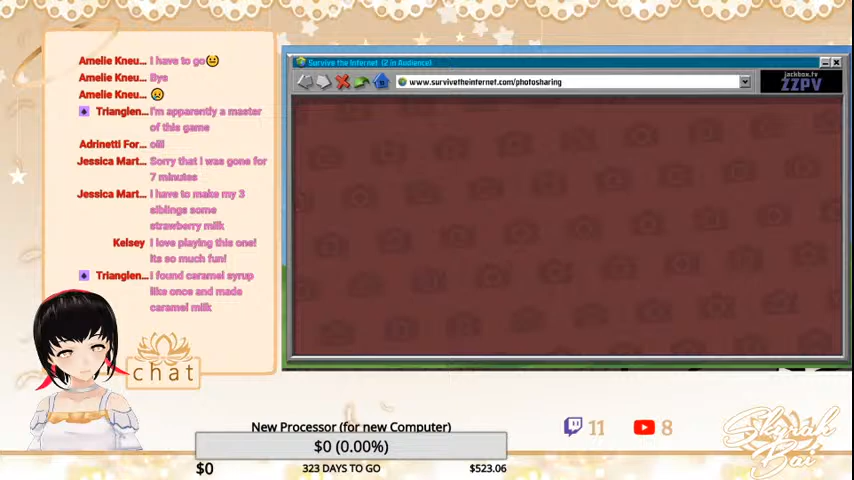 Amelie Kneu... I have to go
Amelie Kneu... Bye
Amelie Kneu...
Trianglen... I'm apparently a master
of this game
Adrinetti For... oiii
Jessica Mart... Sorry that I was gone for
7 minutes
Jessica Mart... I have to make my 3
siblings some
strawberry milk
Kelsey I love playing this one!
Its so much fun!
Trianglen... I found caramel syrup
like once and made
caramel milk
chat
Survive the Internet (2 in Audience)
www.survivetheinternet.com/photosharing
jackbox.tv
ZZPV
New Processor (for new Computer)
$0 (0.00%)
$0
323 DAYS TO GO
$523.06
11
8
Skyrah
Bai